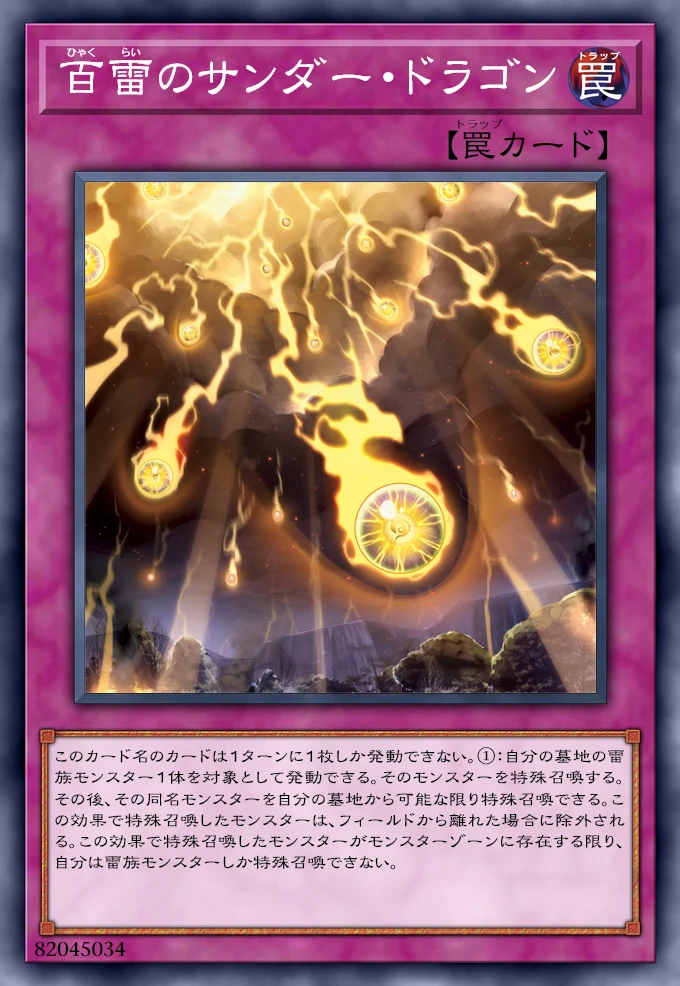 百雷のサンダー・ドラゴン 罠
【罠カード】
このカード名のカードは1ターンに1枚しか発動できない。①:自分の墓地の雷
族モンスター1体を対象として発動できる。そのモンスターを特殊召喚する。
その後、その同名モンスターを自分の墓地から可能な限り特殊召喚できる。こ
の効果で特殊召喚したモンスターは、フィールドから離れた場合に除外され
る。この効果で特殊召喚したモンスターがモンスターゾーンに存在する限り、
自分は雷族モンスターしか特殊召喚できない。
82045034